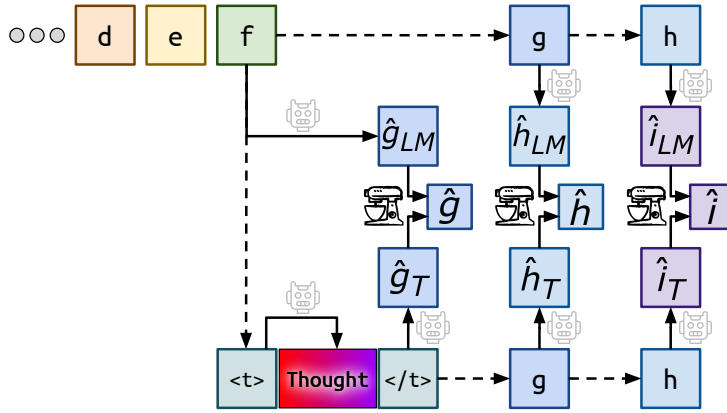 d e f g h
ĝ_LM ĥ_LM î_LM
ĝ ĥ î
ĝ_T ĥ_T î_T
<t> Thought </t> g h